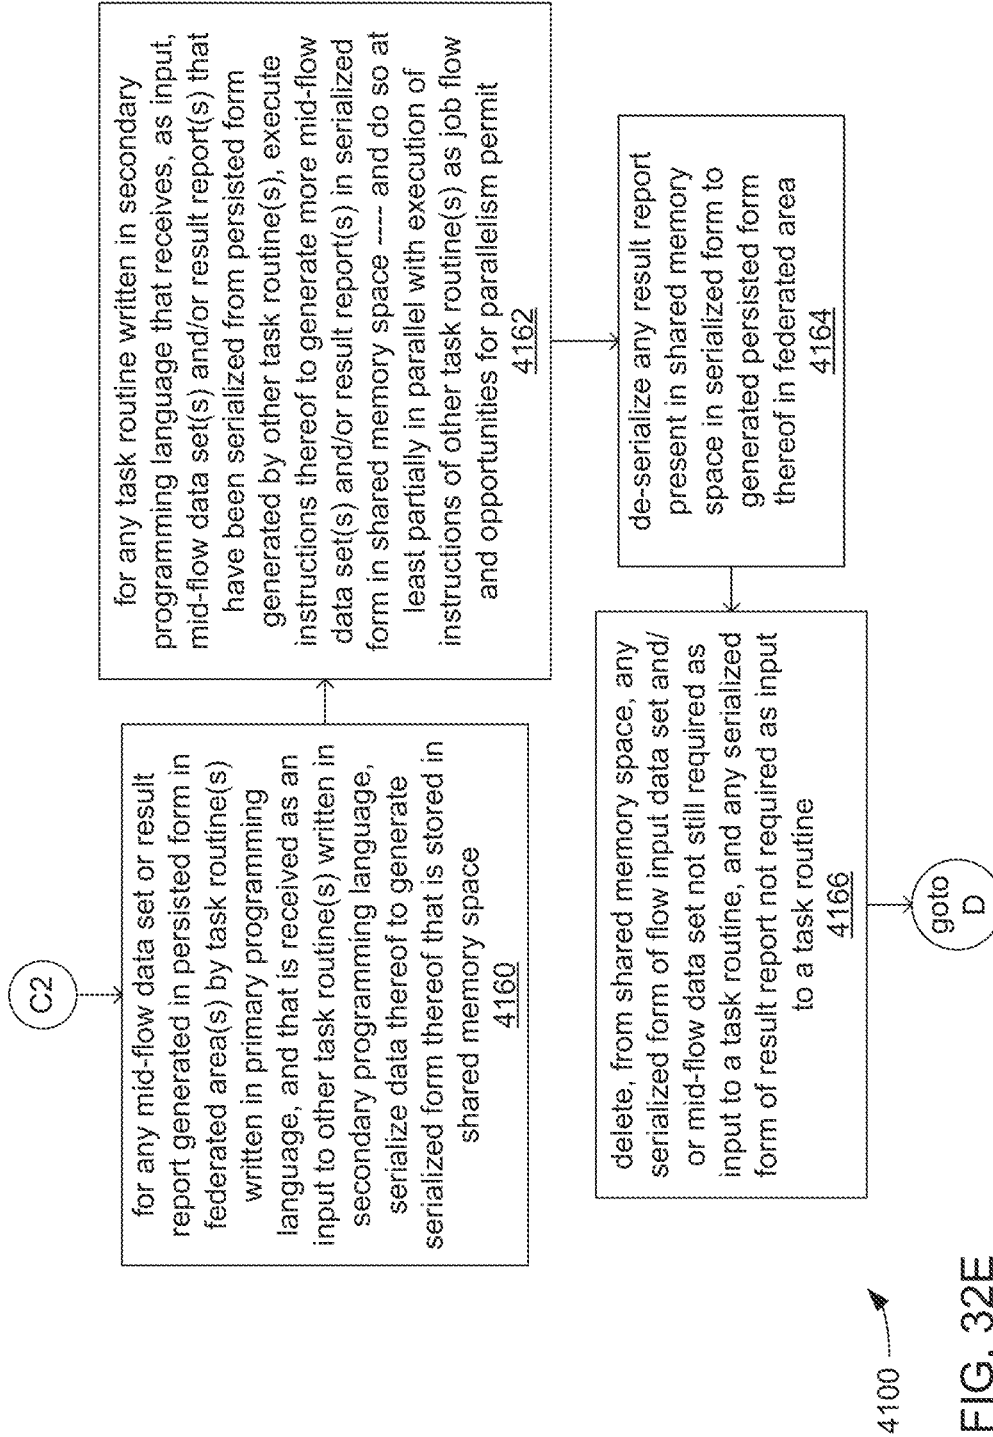 C2
for any mid-flow data set or result
report generated in persisted form in
federated area(s) by task routine(s)
written in primary programming
language, and that is received as an
input to other task routine(s) written in
secondary programming language,
serialize data thereof to generate
serialized form thereof that is stored in
shared memory space
4160
for any task routine written in secondary
programming language that receives, as input,
mid-flow data set(s) and/or result report(s) that
have been serialized from persisted form
generated by other task routine(s), execute
instructions thereof to generate more mid-flow
data set(s) and/or result report(s) in serialized
form in shared memory space ----- and do so at
least partially in parallel with execution of
instructions of other task routine(s) as job flow
and opportunities for parallelism permit
4162
de-serialize any result report
present in shared memory
space in serialized form to
generated persisted form
thereof in federated area
4164
delete, from shared memory space, any
serialized form of flow input data set and/
or mid-flow data set not still required as
input to a task routine, and any serialized
form of result report not required as input
to a task routine
4166
goto
D
4100
FIG. 32E